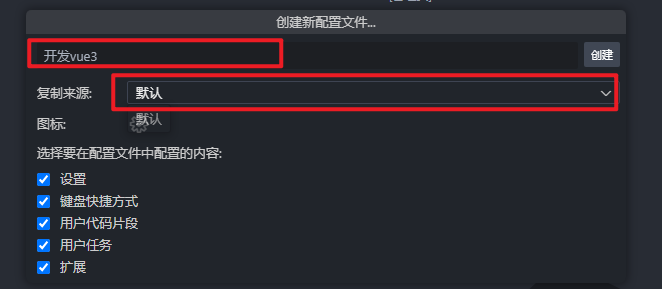 创建新配置文件...
开发vue3
创建
复制来源:
默认
图标:
默认
选择要在配置文件中配置的内容:
设置
键盘快捷方式
用户代码片段
用户任务
扩展